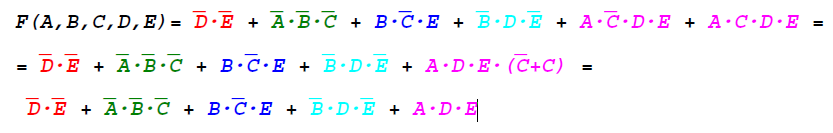 F(A,B,C,D,E)= D̅·E̅ + A̅·B̅·C̅ + B·C̅·E + B̅·D·E̅ + A·C̅·D·E + A·C·D·E =
= D̅·E̅ + A̅·B̅·C̅ + B·C̅·E + B̅·D·E̅ + A·D·E·(C̅+C) =
D̅·E̅ + A̅·B̅·C̅ + B·C̅·E + B̅·D·E̅ + A·D·E